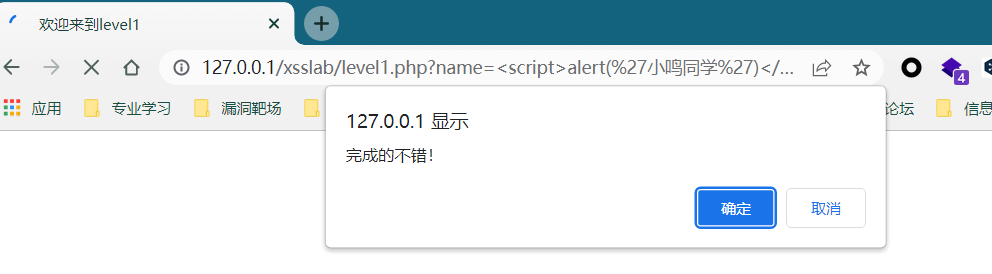 欢迎来到level1
127.0.0.1/xsslab/level1.php?name=<script>alert(%27小鸣同学%27)</...
4
应用 专业学习 漏洞靶场 论坛 信息
127.0.0.1 显示
完成的不错！
确定 取消